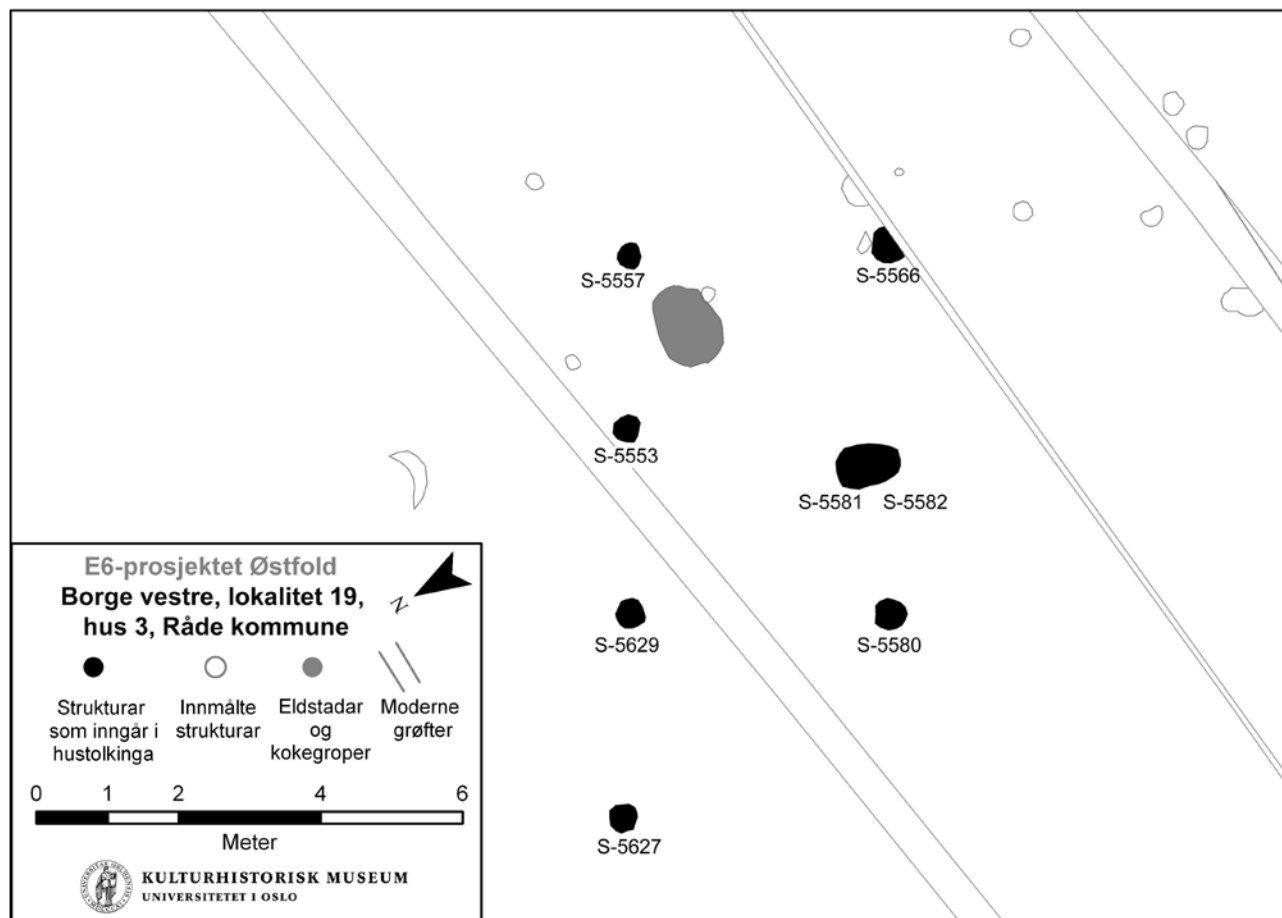 S-5557
S-5566
S-5553
S-5581 S-5582
S-5629
S-5580
S-5627
E6-prosjektet Østfold
Borge vestre, lokalitet 19,
hus 3, Råde kommune
N
Strukturar
som inngår i
hustolkinga
Innmålte
strukturar
Eldstadar
og
kokegroper
Moderne
grøfter
0 1 2 4 6
Meter
KULTURHISTORISK MUSEUM
UNIVERSITETET I OSLO